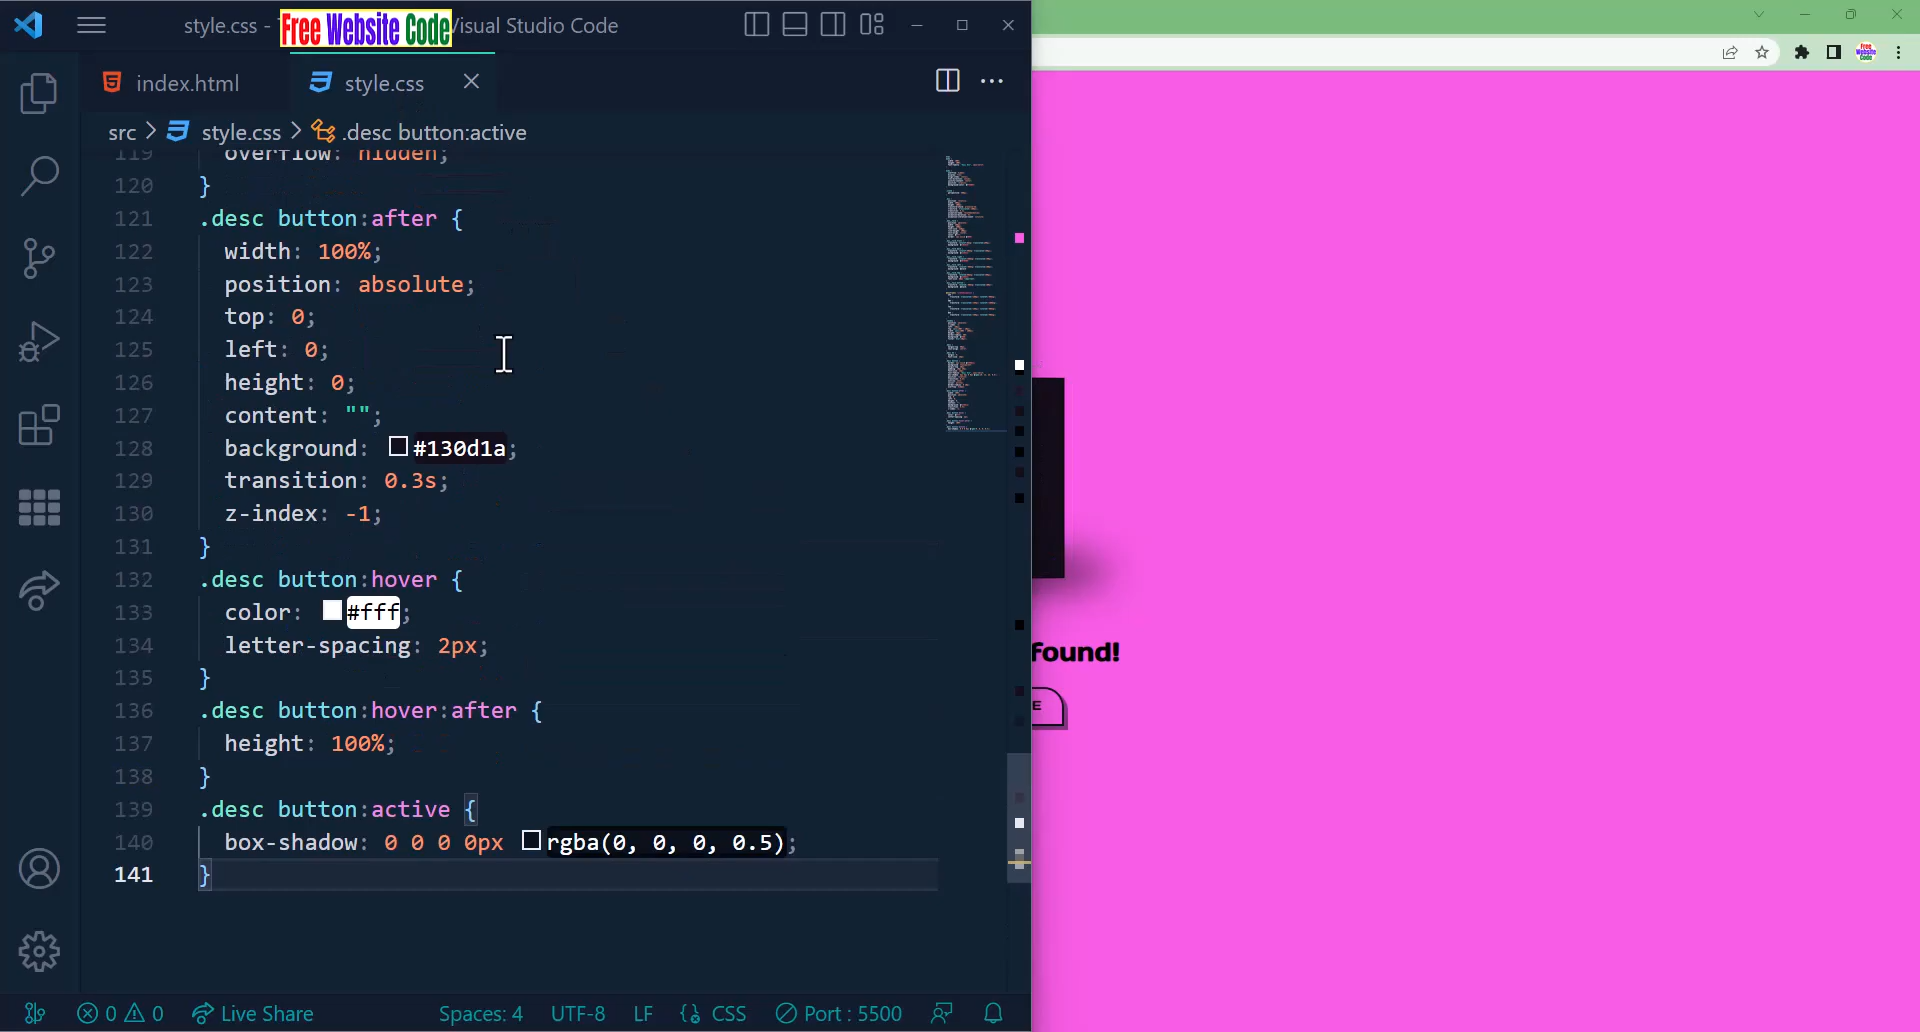 style.css - Free Website Code Visual Studio Code
index.html style.css
src style.css .desc button:active
119 overflow: hidden;
120 }
121 .desc button:after {
122 width: 100%;
123 position: absolute;
124 top: 0;
125 left: 0;
126 height: 0;
127 content: "";
128 background: #130d1a;
129 transition: 0.3s;
130 z-index: -1;
131 }
132 .desc button:hover {
133 color: #fff;
134 letter-spacing: 2px;
135 }
136 .desc button:hover:after {
137 height: 100%;
138 }
139 .desc button:active {
140 box-shadow: 0 0 0 0px rgba(0, 0, 0, 0.5);
141 }
found!
E
0 0 Live Share Spaces: 4 UTF-8 LF CSS Port : 5500